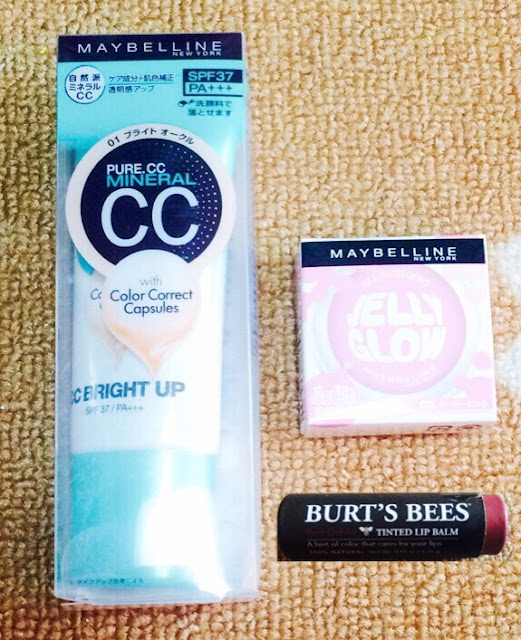 MAYBELLINE
NEW YORK
自然派
ミネラル
CC
ケア成分+肌色補正
透明感アップ
SPF37
PA+++
洗顔料で
落とせます
01 ブライト オークル
PURE.CC
MINERAL
CC
with
Color Correct
Capsules
CC BRIGHT UP
SPF 37/PA+++
MAYBELLINE
NEW YORK
JELLY
GLOW
BURT'S BEES
TINTED LIP BALM
A hint of color that cares for your lips